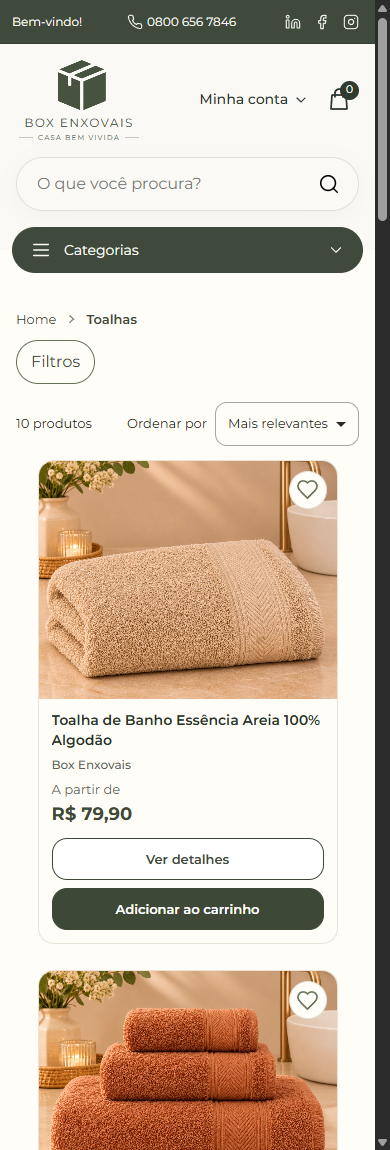 Bem-vindo!
0800 656 7846
BOX ENXOVAIS
CASA BEM VIVIDA
Minha conta
0
O que você procura?
Categorias
Home > Toalhas
Filtros
10 produtos
Ordenar por
Mais relevantes
Toalha de Banho Essência Areia 100%
Algodão
Box Enxovais
A partir de
R$ 79,90
Ver detalhes
Adicionar ao carrinho